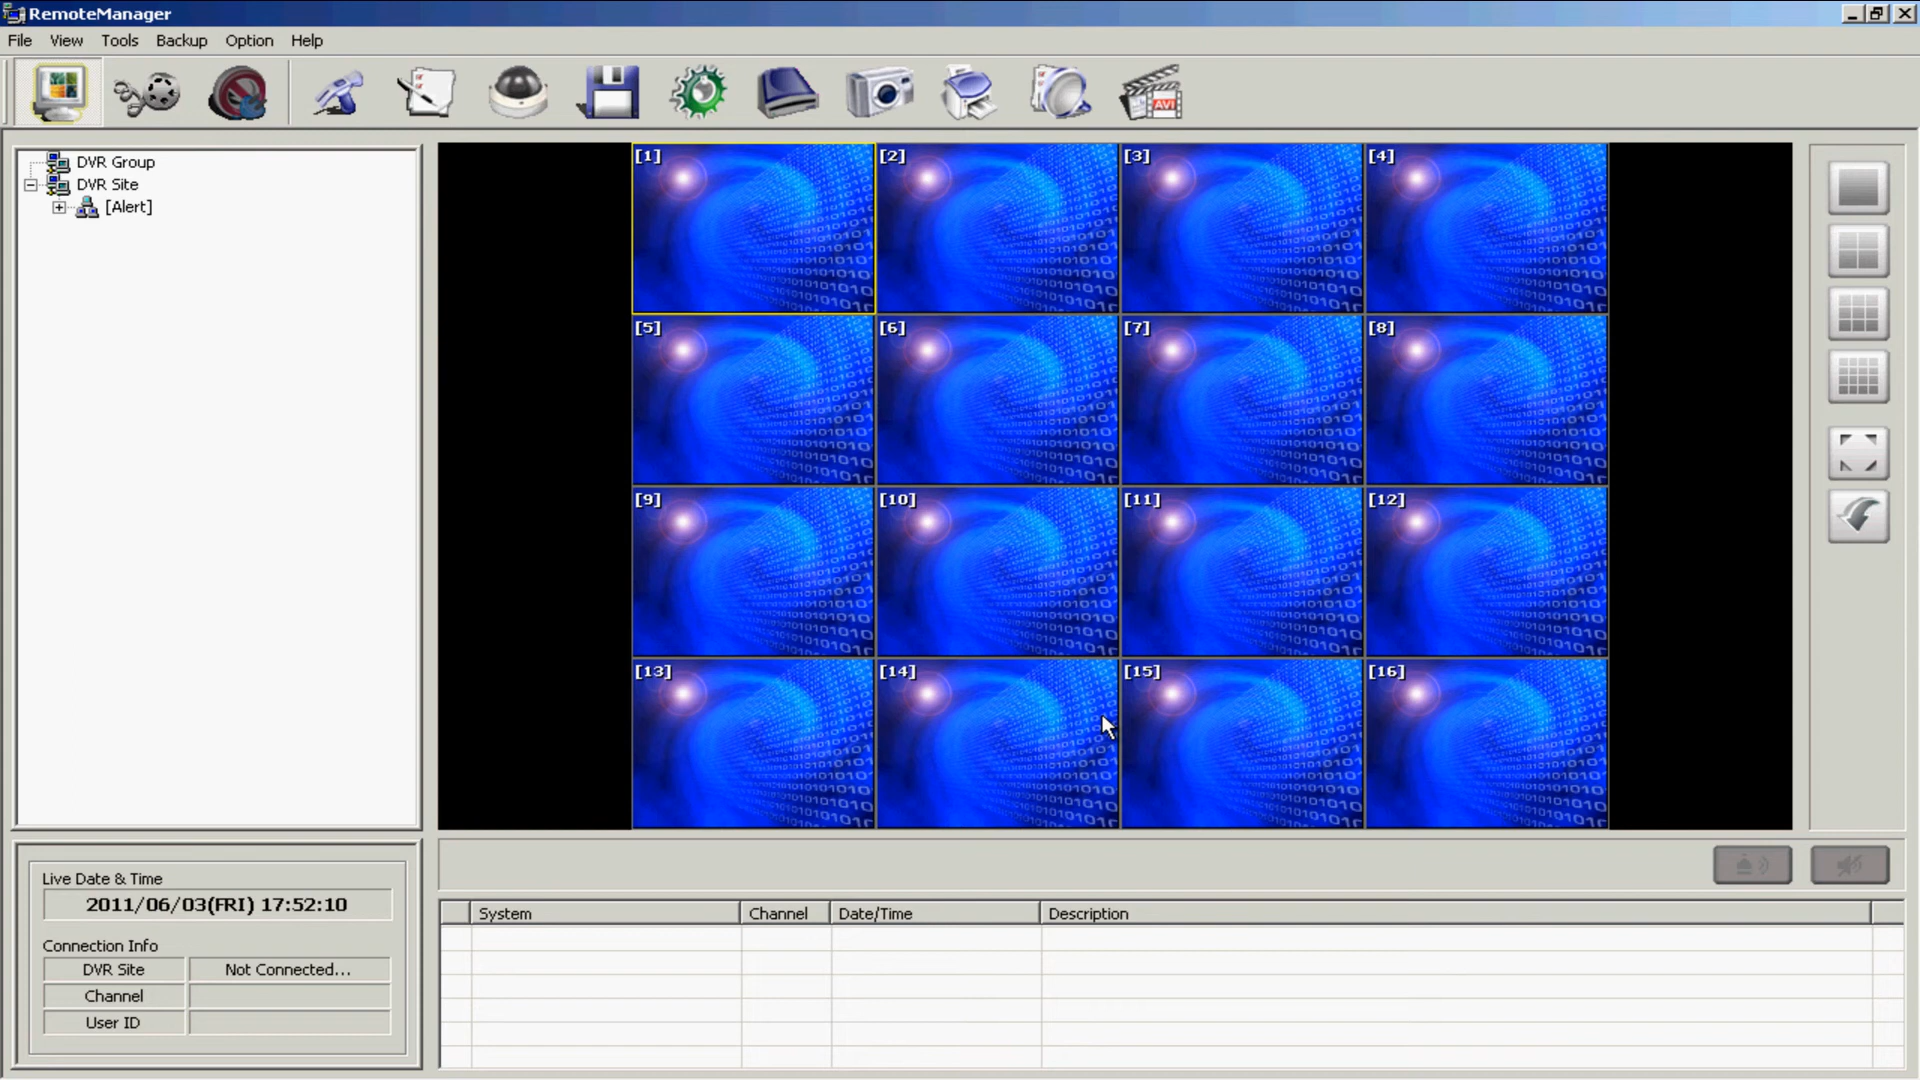 RemoteManager
File View Tools Backup Option Help
AVI
DVR Group
DVR Site
[Alert]
[1] [2] [3] [4]
[5] [6] [7] [8]
[9] [10] [11] [12]
[13] [14] [15] [16]
Live Date & Time
2011/06/03(FRI) 17:52:10
Connection Info
DVR Site Not Connected...
Channel
User ID
System Channel Date/Time Description